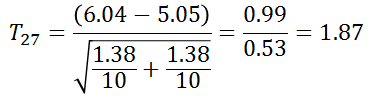 T₂₇ = (6.04 − 5.05) / √(1.38/10 + 1.38/10) = 0.99/0.53 = 1.87